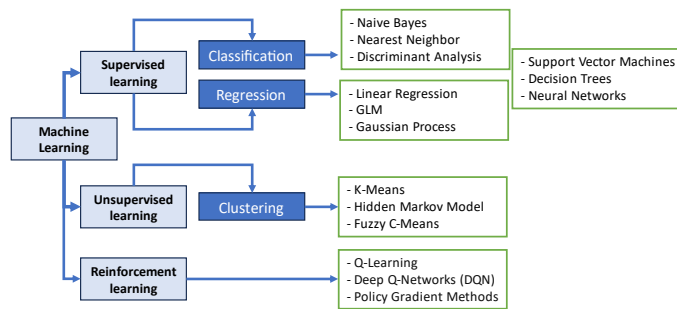 Machine
Learning
Supervised
learning
Classification
- Naive Bayes
- Nearest Neighbor
- Discriminant Analysis
Regression
- Linear Regression
- GLM
- Gaussian Process
- Support Vector Machines
- Decision Trees
- Neural Networks
Unsupervised
learning
Clustering
- K-Means
- Hidden Markov Model
- Fuzzy C-Means
Reinforcement
learning
- Q-Learning
- Deep Q-Networks (DQN)
- Policy Gradient Methods